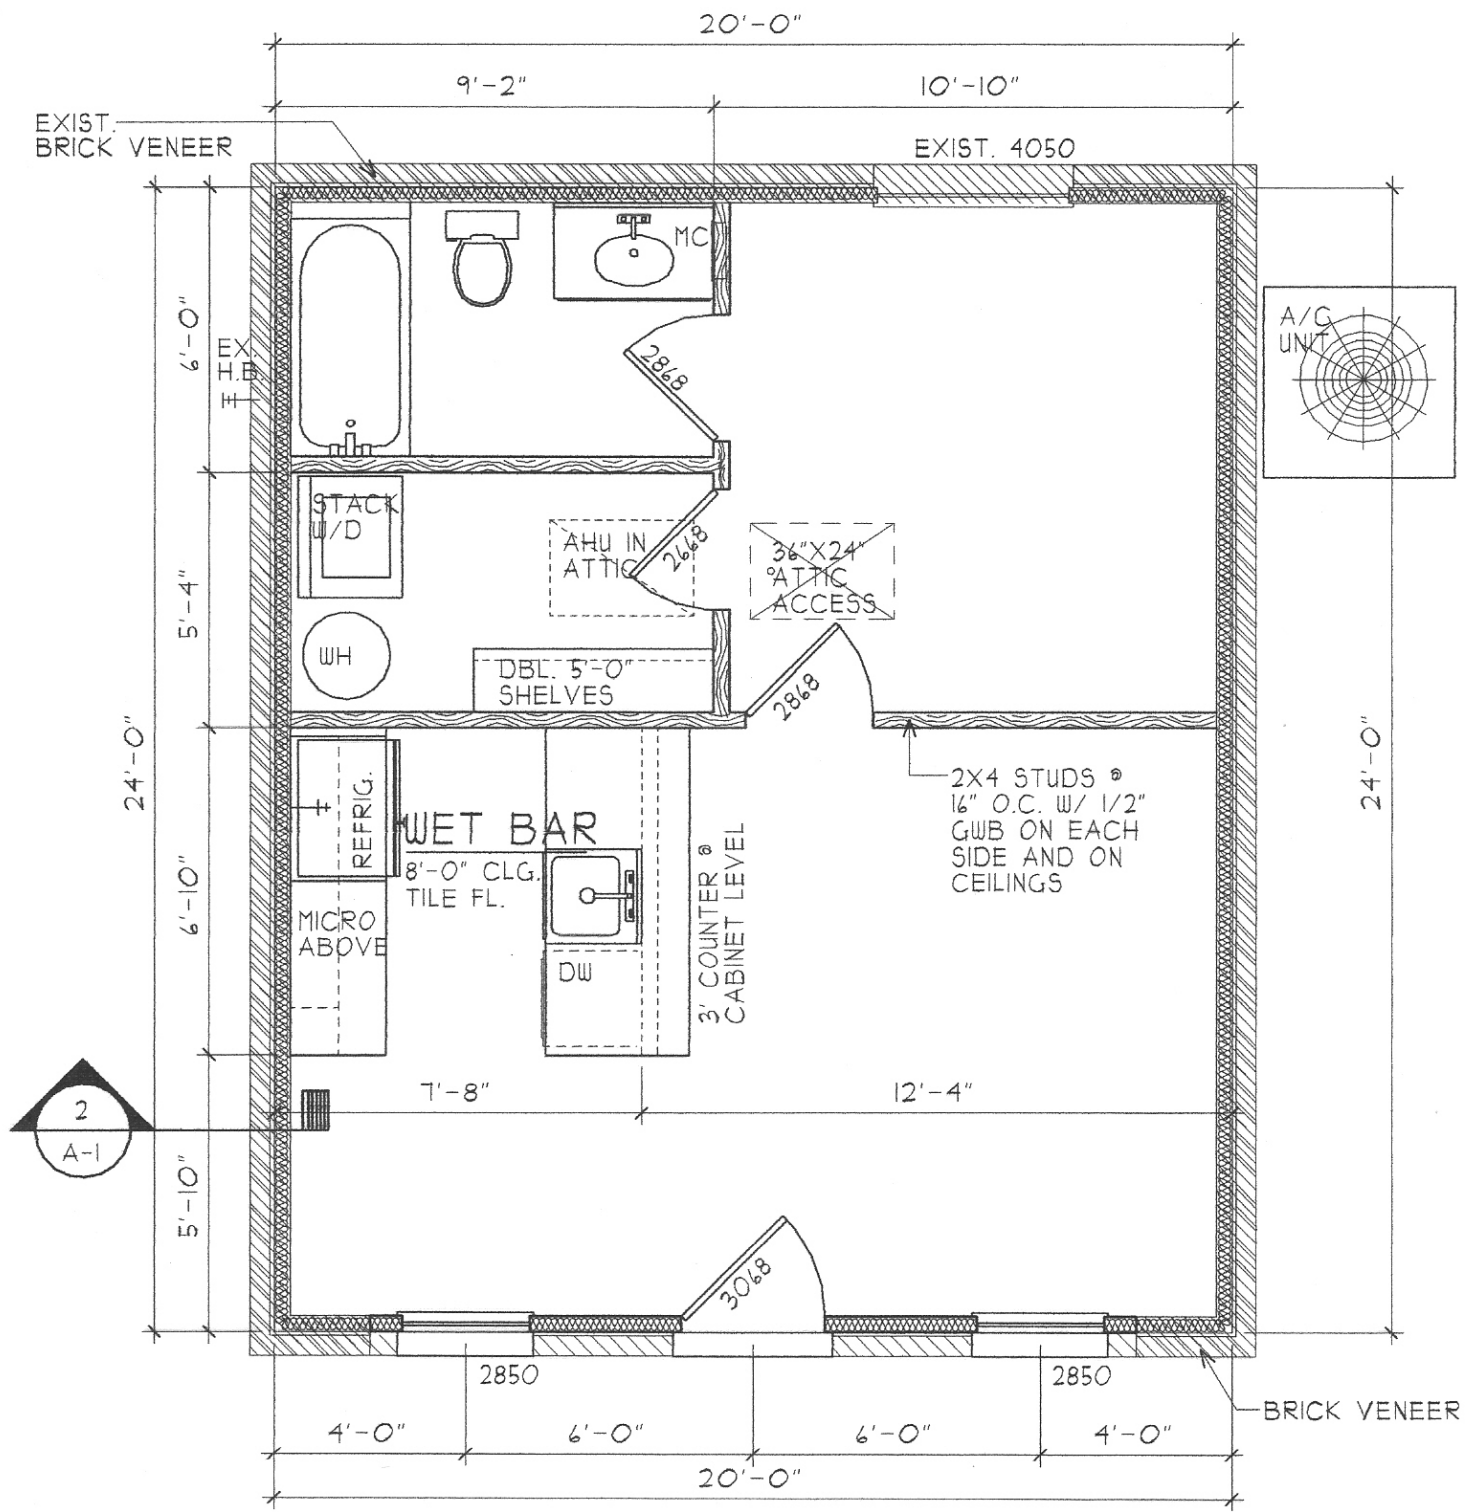 20'-0"
9'-2"
10'-10"
EXIST.
BRICK VENEER
EXIST. 4050
MC
6'-0"
EX.
H.B
2868
A/C
UNIT
STACK
W/D
AHU IN
ATTIC
2668
36"X24"
ATTIC
ACCESS
5'-4"
WH
DBL. 5'-0"
SHELVES
2868
24'-0"
24'-0"
REFRIG.
WET BAR
8'-0" CLG.
TILE FL.
2X4 STUDS @
16" O.C. W/ 1/2"
GWB ON EACH
SIDE AND ON
CEILINGS
6'-10"
MICRO
ABOVE
DW
3' COUNTER @
CABINET LEVEL
7'-8"
12'-4"
2
A-1
5'-10"
3068
2850
2850
BRICK VENEER
4'-0"
6'-0"
6'-0"
4'-0"
20'-0"